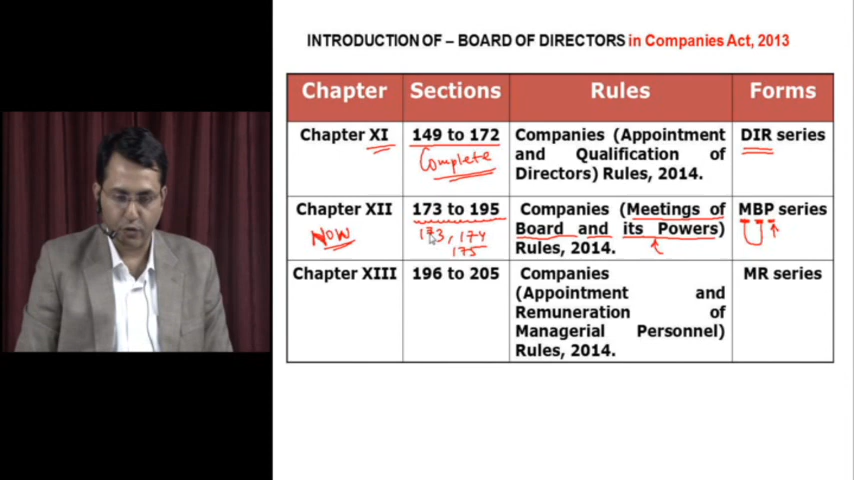 INTRODUCTION OF – BOARD OF DIRECTORS in Companies Act, 2013
Chapter Sections Rules Forms
Chapter XI 149 to 172 Companies (Appointment DIR series
Complete and Qualification of
Directors) Rules, 2014.
Chapter XII 173 to 195 Companies (Meetings of MBP series
NOW 173, 174 Board and its Powers)
175 Rules, 2014.
Chapter XIII 196 to 205 Companies MR series
(Appointment and
Remuneration of
Managerial Personnel)
Rules, 2014.